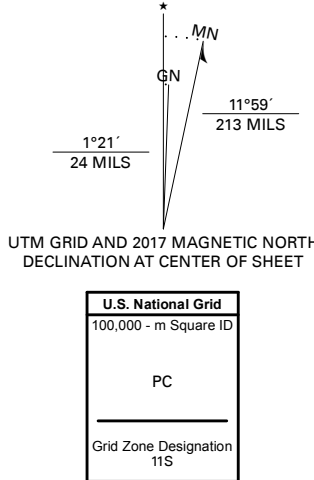 ★
MN
GN
11°59´
213 MILS
1°21´
24 MILS
UTM GRID AND 2017 MAGNETIC NORTH
DECLINATION AT CENTER OF SHEET
U.S. National Grid
100,000 - m Square ID
PC
Grid Zone Designation
11S